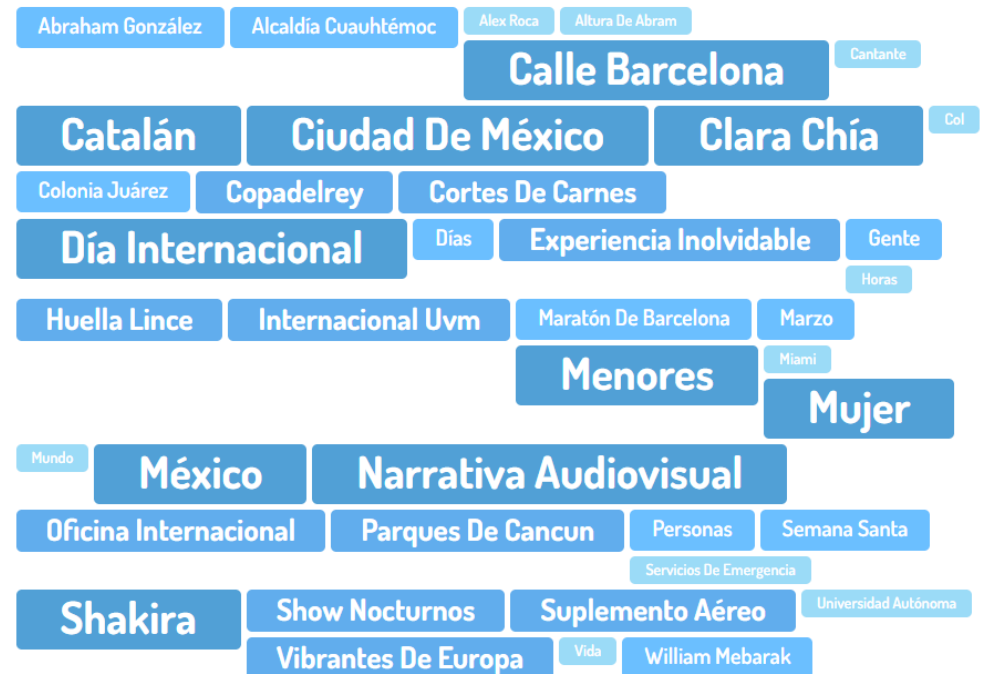 Abraham González Alcaldía Cuauhtémoc Alex Roca Altura De Abram
Calle Barcelona Cantante
Catalán Ciudad De México Clara Chía Col
Colonia Juárez Copadelrey Cortes De Carnes
Día Internacional Días Experiencia Inolvidable Gente
Horas
Huella Lince Internacional Uvm Maratón De Barcelona Marzo
Menores Miami
Mujer
Mundo México Narrativa Audiovisual
Oficina Internacional Parques De Cancun Personas Semana Santa
Servicios De Emergencia
Shakira Show Nocturnos Suplemento Aéreo Universidad Autónoma
Vibrantes De Europa Vida William Mebarak